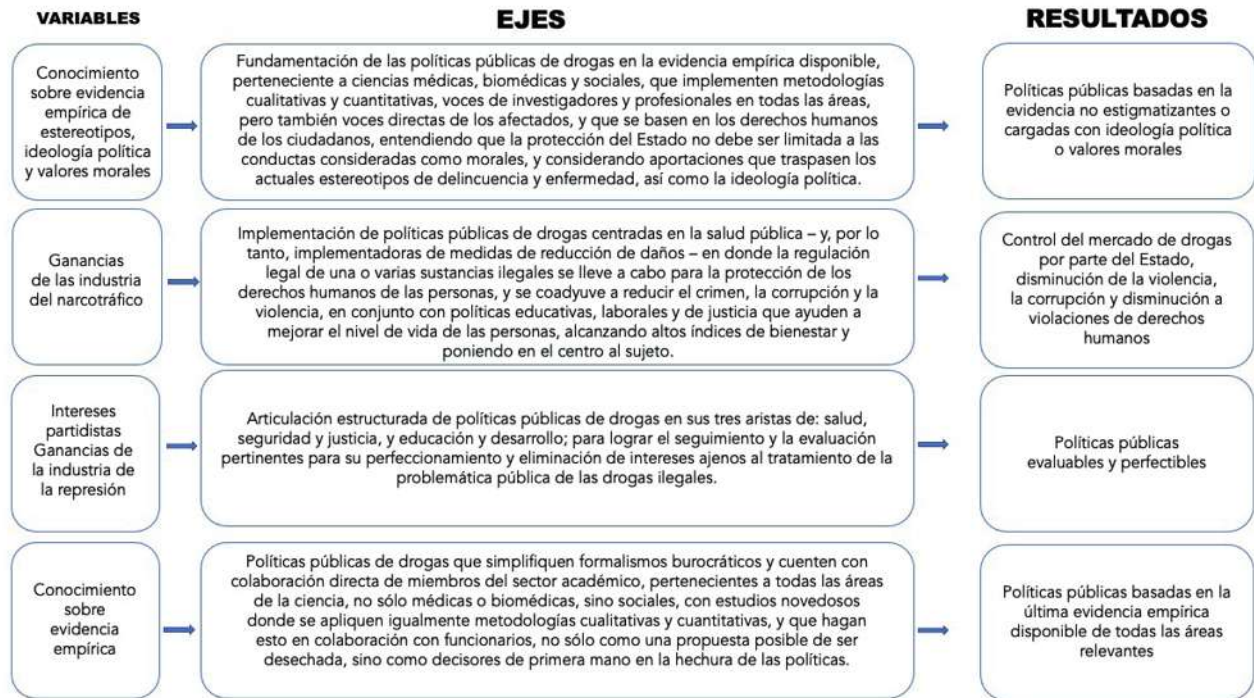 VARIABLES
EJES
RESULTADOS
Conocimiento
sobre evidencia
empírica de
estereotipos,
ideología política
y valores morales
Fundamentación de las políticas públicas de drogas en la evidencia empírica disponible,
perteneciente a ciencias médicas, biomédicas y sociales, que implementen metodologías
cualitativas y cuantitativas, voces de investigadores y profesionales en todas las áreas,
pero también voces directas de los afectados, y que se basen en los derechos humanos
de los ciudadanos, entendiendo que la protección del Estado no debe ser limitada a las
conductas consideradas como morales, y considerando aportaciones que traspasen los
actuales estereotipos de delincuencia y enfermedad, así como la ideología política.
Políticas públicas basadas en la
evidencia no estigmatizantes o
cargadas con ideología política
o valores morales
Ganancias
de las industria
del narcotráfico
Implementación de políticas públicas de drogas centradas en la salud pública – y, por lo
tanto, implementadoras de medidas de reducción de daños – en donde la regulación
legal de una o varias sustancias ilegales se lleve a cabo para la protección de los
derechos humanos de las personas, y se coadyuve a reducir el crimen, la corrupción y la
violencia, en conjunto con políticas educativas, laborales y de justicia que ayuden a
mejorar el nivel de vida de las personas, alcanzando altos índices de bienestar y
poniendo en el centro al sujeto.
Control del mercado de drogas
por parte del Estado,
disminución de la violencia,
la corrupción y disminución a
violaciones de derechos
humanos
Intereses
partidistas
Ganancias de
la industria de
la represión
Articulación estructurada de políticas públicas de drogas en sus tres aristas de: salud,
seguridad y justicia, y educación y desarrollo; para lograr el seguimiento y la evaluación
pertinentes para su perfeccionamiento y eliminación de intereses ajenos al tratamiento de la
problemática pública de las drogas ilegales.
Políticas públicas
evaluables y perfectibles
Conocimiento
sobre
evidencia
empírica
Políticas públicas de drogas que simplifiquen formalismos burocráticos y cuenten con
colaboración directa de miembros del sector académico, pertenecientes a todas las áreas
de la ciencia, no sólo médicas o biomédicas, sino sociales, con estudios novedosos
donde se apliquen igualmente metodologías cualitativas y cuantitativas, y que hagan
esto en colaboración con funcionarios, no sólo como una propuesta posible de ser
desechada, sino como decisores de primera mano en la hechura de las políticas.
Políticas públicas basadas en la
última evidencia empírica
disponible de todas las áreas
relevantes